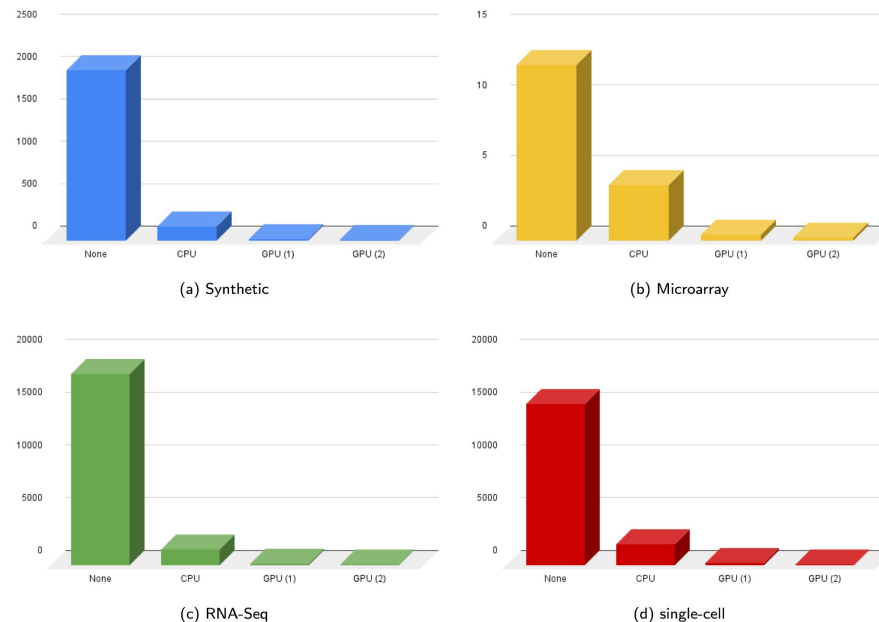 2500
2000
1500
1000
500
0
None CPU GPU (1) GPU (2)
(a) Synthetic
15
10
5
0
None CPU GPU (1) GPU (2)
(b) Microarray
20000
15000
10000
5000
0
None CPU GPU (1) GPU (2)
(c) RNA-Seq
20000
15000
10000
5000
0
None CPU GPU (1) GPU (2)
(d) single-cell